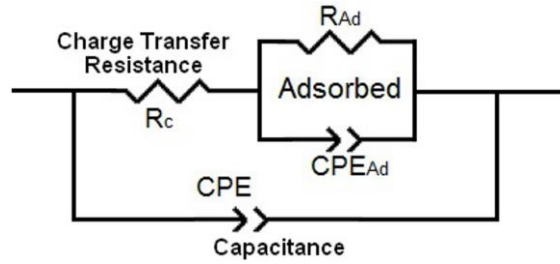 RAd
Charge Transfer
Resistance
Adsorbed
Rc
CPEAd
CPE
Capacitance